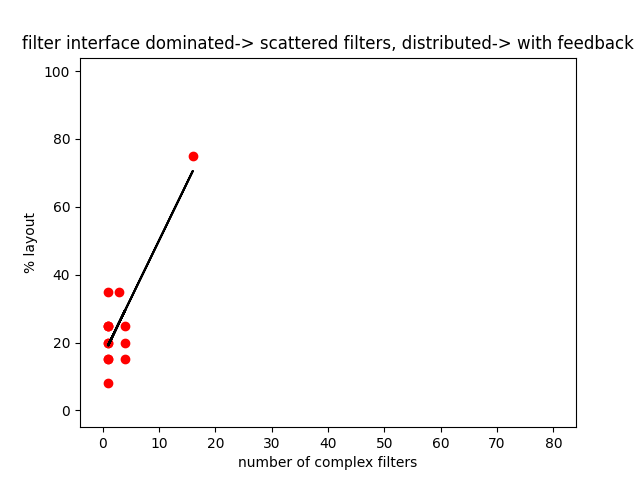 filter interface dominated-> scattered filters, distributed-> with feedback
100
80
60
40
20
0
% layout
0 10 20 30 40 50 60 70 80
number of complex filters